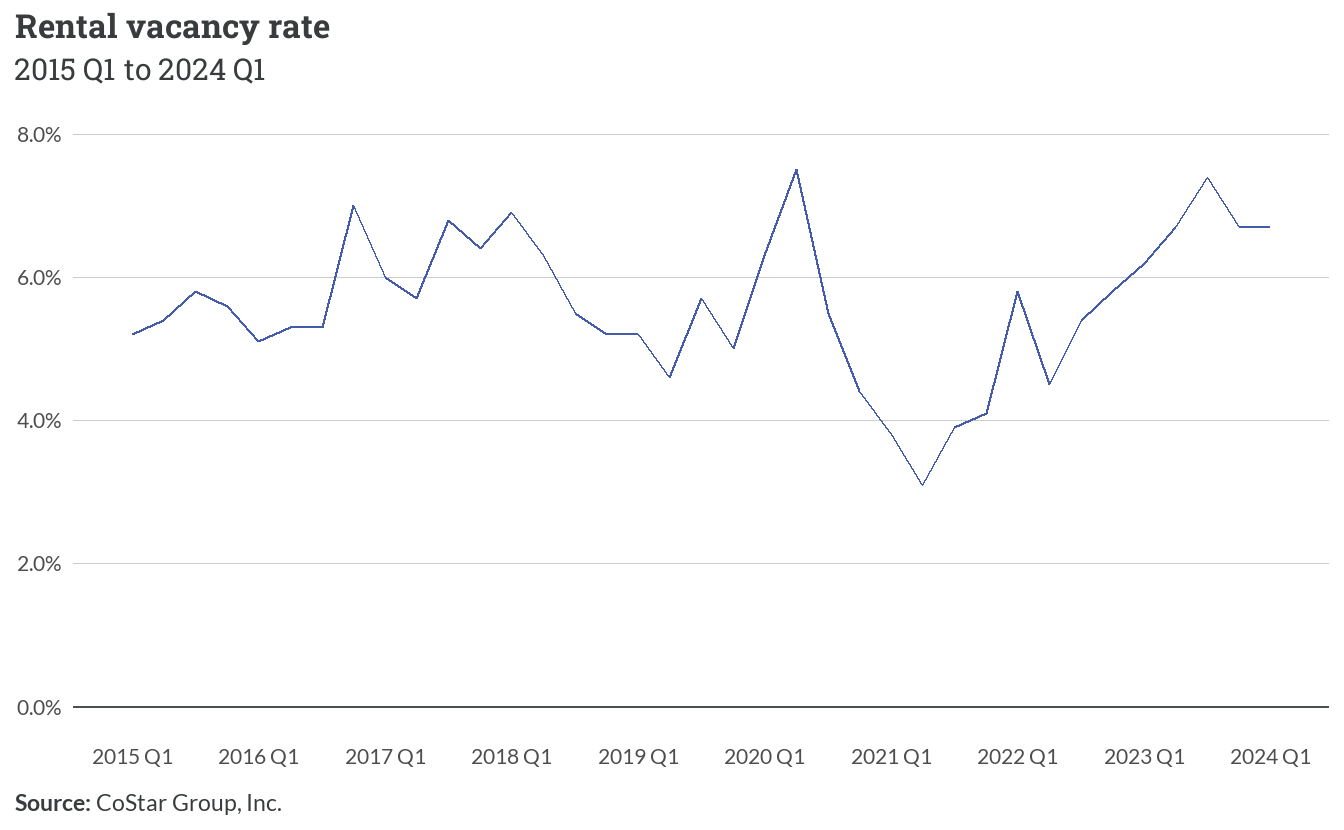 Rental vacancy rate
2015 Q1 to 2024 Q1
8.0%
6.0%
4.0%
2.0%
0.0%
2015 Q1 2016 Q1 2017 Q1 2018 Q1 2019 Q1 2020 Q1 2021 Q1 2022 Q1 2023 Q1 2024 Q1
Source: CoStar Group, Inc.